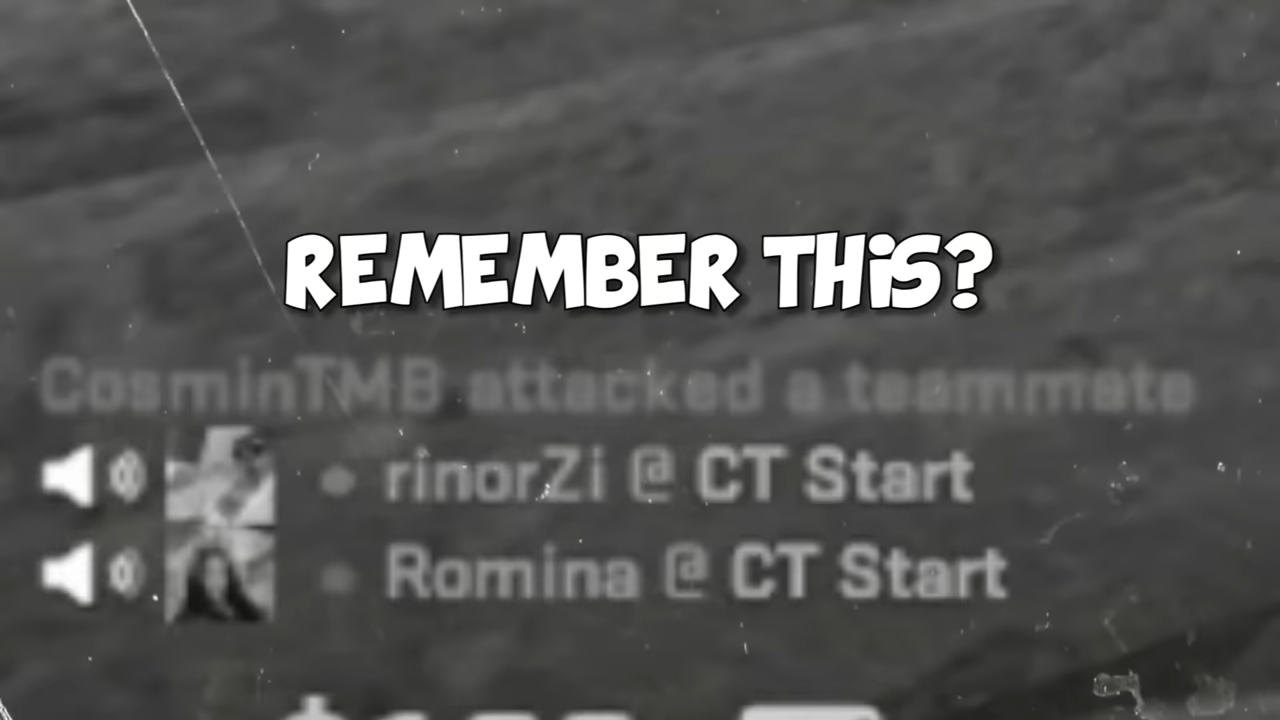 REMEMBER THiS?
CosminTMB attacked a teammate
rinorZi @ CT Start
Romina @ CT Start